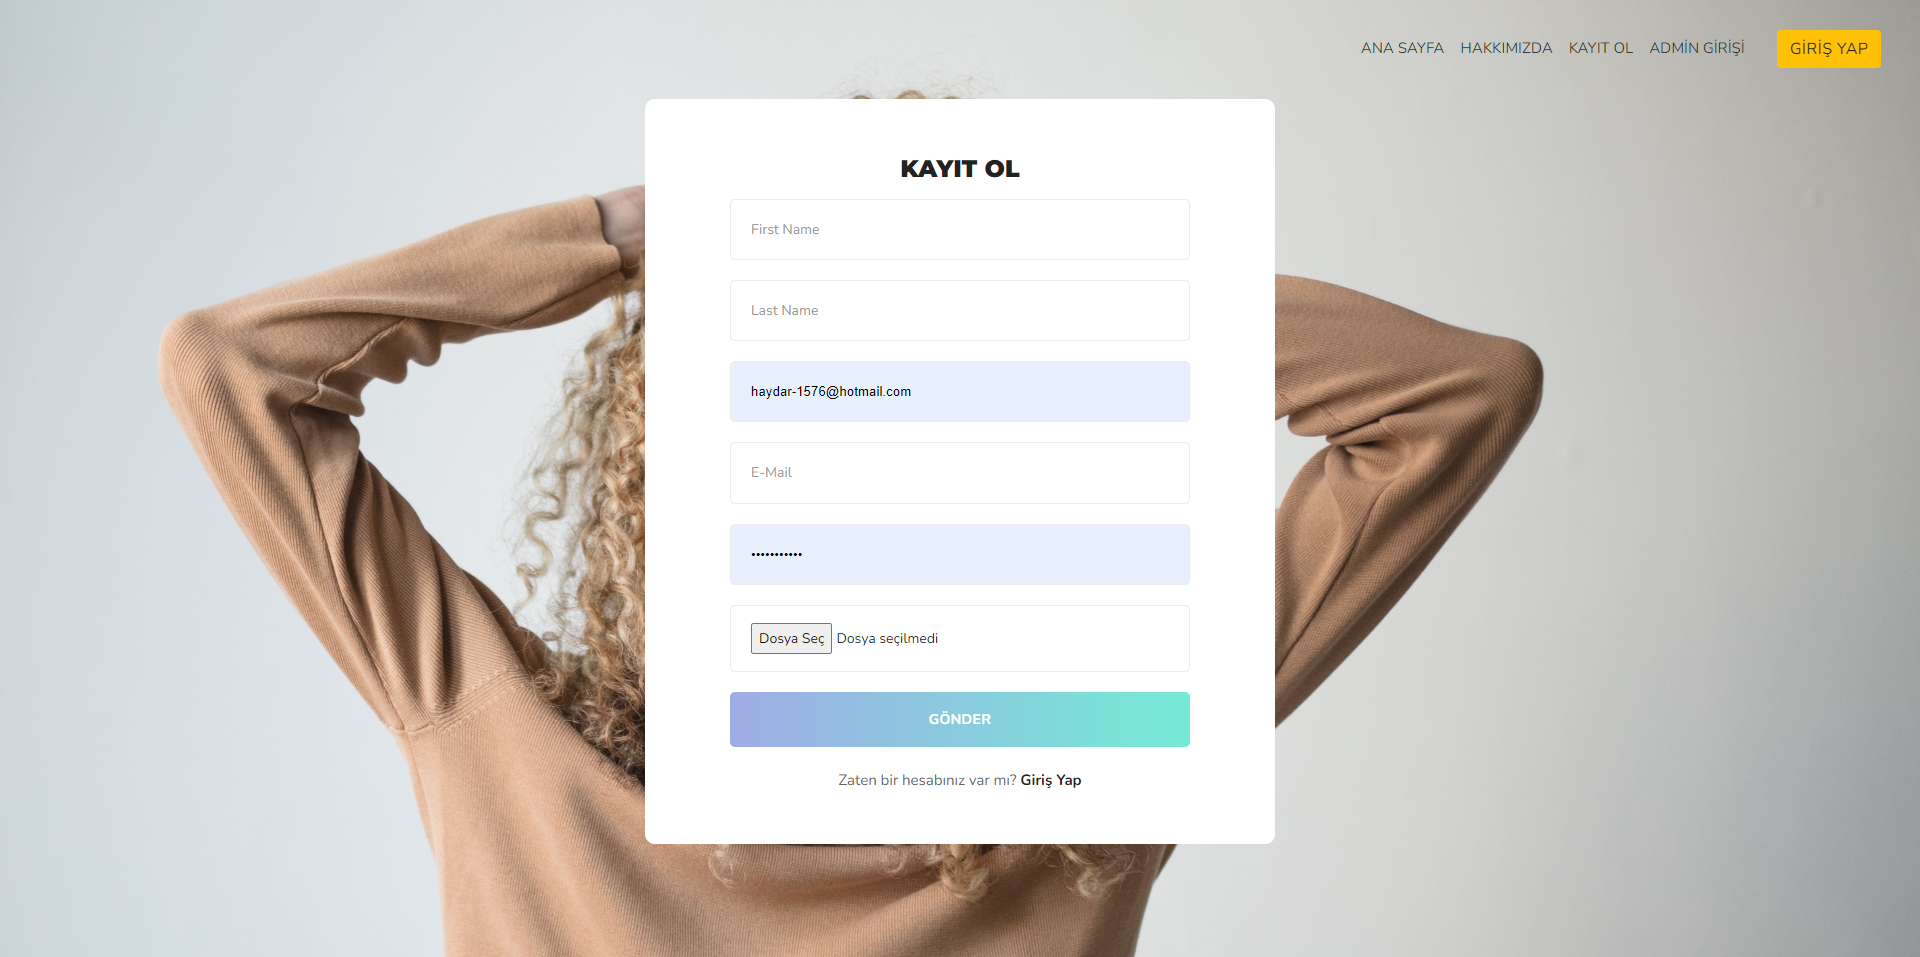 ANA SAYFA HAKKIMIZDA KAYIT OL ADMİN GİRİŞİ GİRİŞ YAP
KAYIT OL
First Name
Last Name
haydar-1576@hotmail.com
E-Mail
•••••••••••
Dosya Seç Dosya seçilmedi
GÖNDER
Zaten bir hesabınız var mı? Giriş Yap